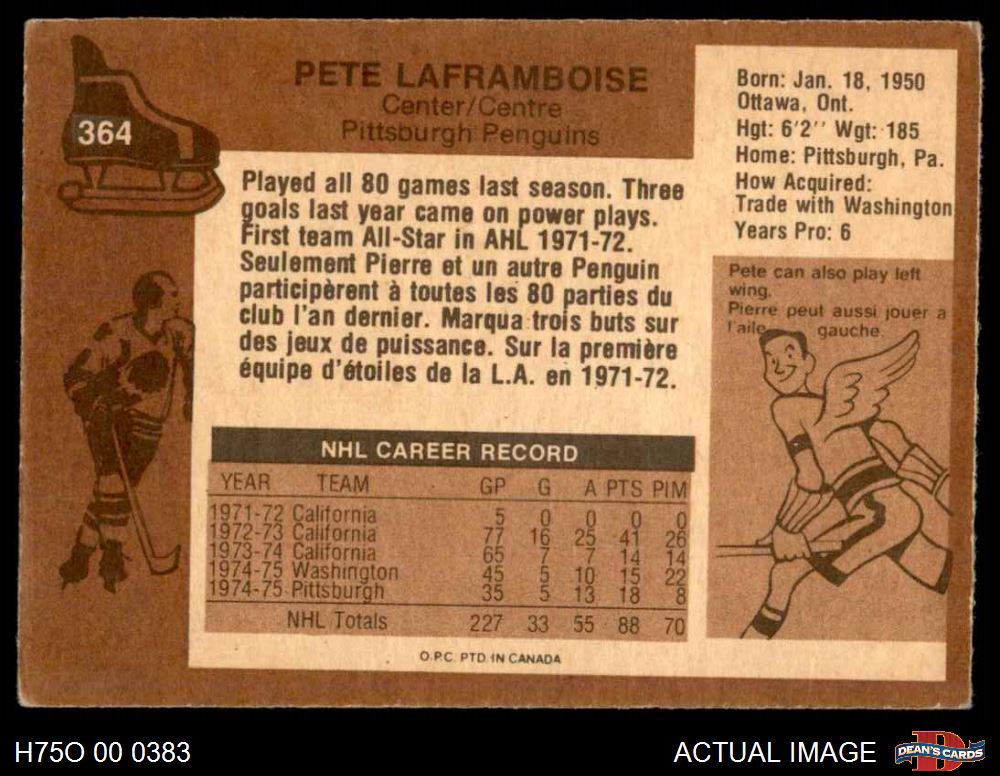 364
PETE LAFRAMBOISE
Center/Centre
Pittsburgh Penguins
Born: Jan. 18, 1950
Ottawa, Ont.
Hgt: 6'2'' Wgt: 185
Home: Pittsburgh, Pa.
How Acquired:
Trade with Washington
Years Pro: 6
Played all 80 games last season. Three
goals last year came on power plays.
First team All-Star in AHL 1971-72.
Seulement Pierre et un autre Penguin
participèrent à toutes les 80 parties du
club l'an dernier. Marqua trois buts sur
des jeux de puissance. Sur la première
équipe d'étoiles de la L.A. en 1971-72.
Pete can also play left
wing.
Pierre peut aussi jouer a
l'aile gauche.
NHL CAREER RECORD
YEAR TEAM GP G A PTS PIM
1971-72 California 5 0 0 0 0
1972-73 California 77 16 25 41 26
1973-74 California 65 7 7 14 14
1974-75 Washington 45 5 10 15 22
1974-75 Pittsburgh 35 5 13 18 8
NHL Totals 227 33 55 88 70
O.P.C. PTD. IN CANADA
H75O 00 0383
ACTUAL IMAGE
DEAN'S CARDS